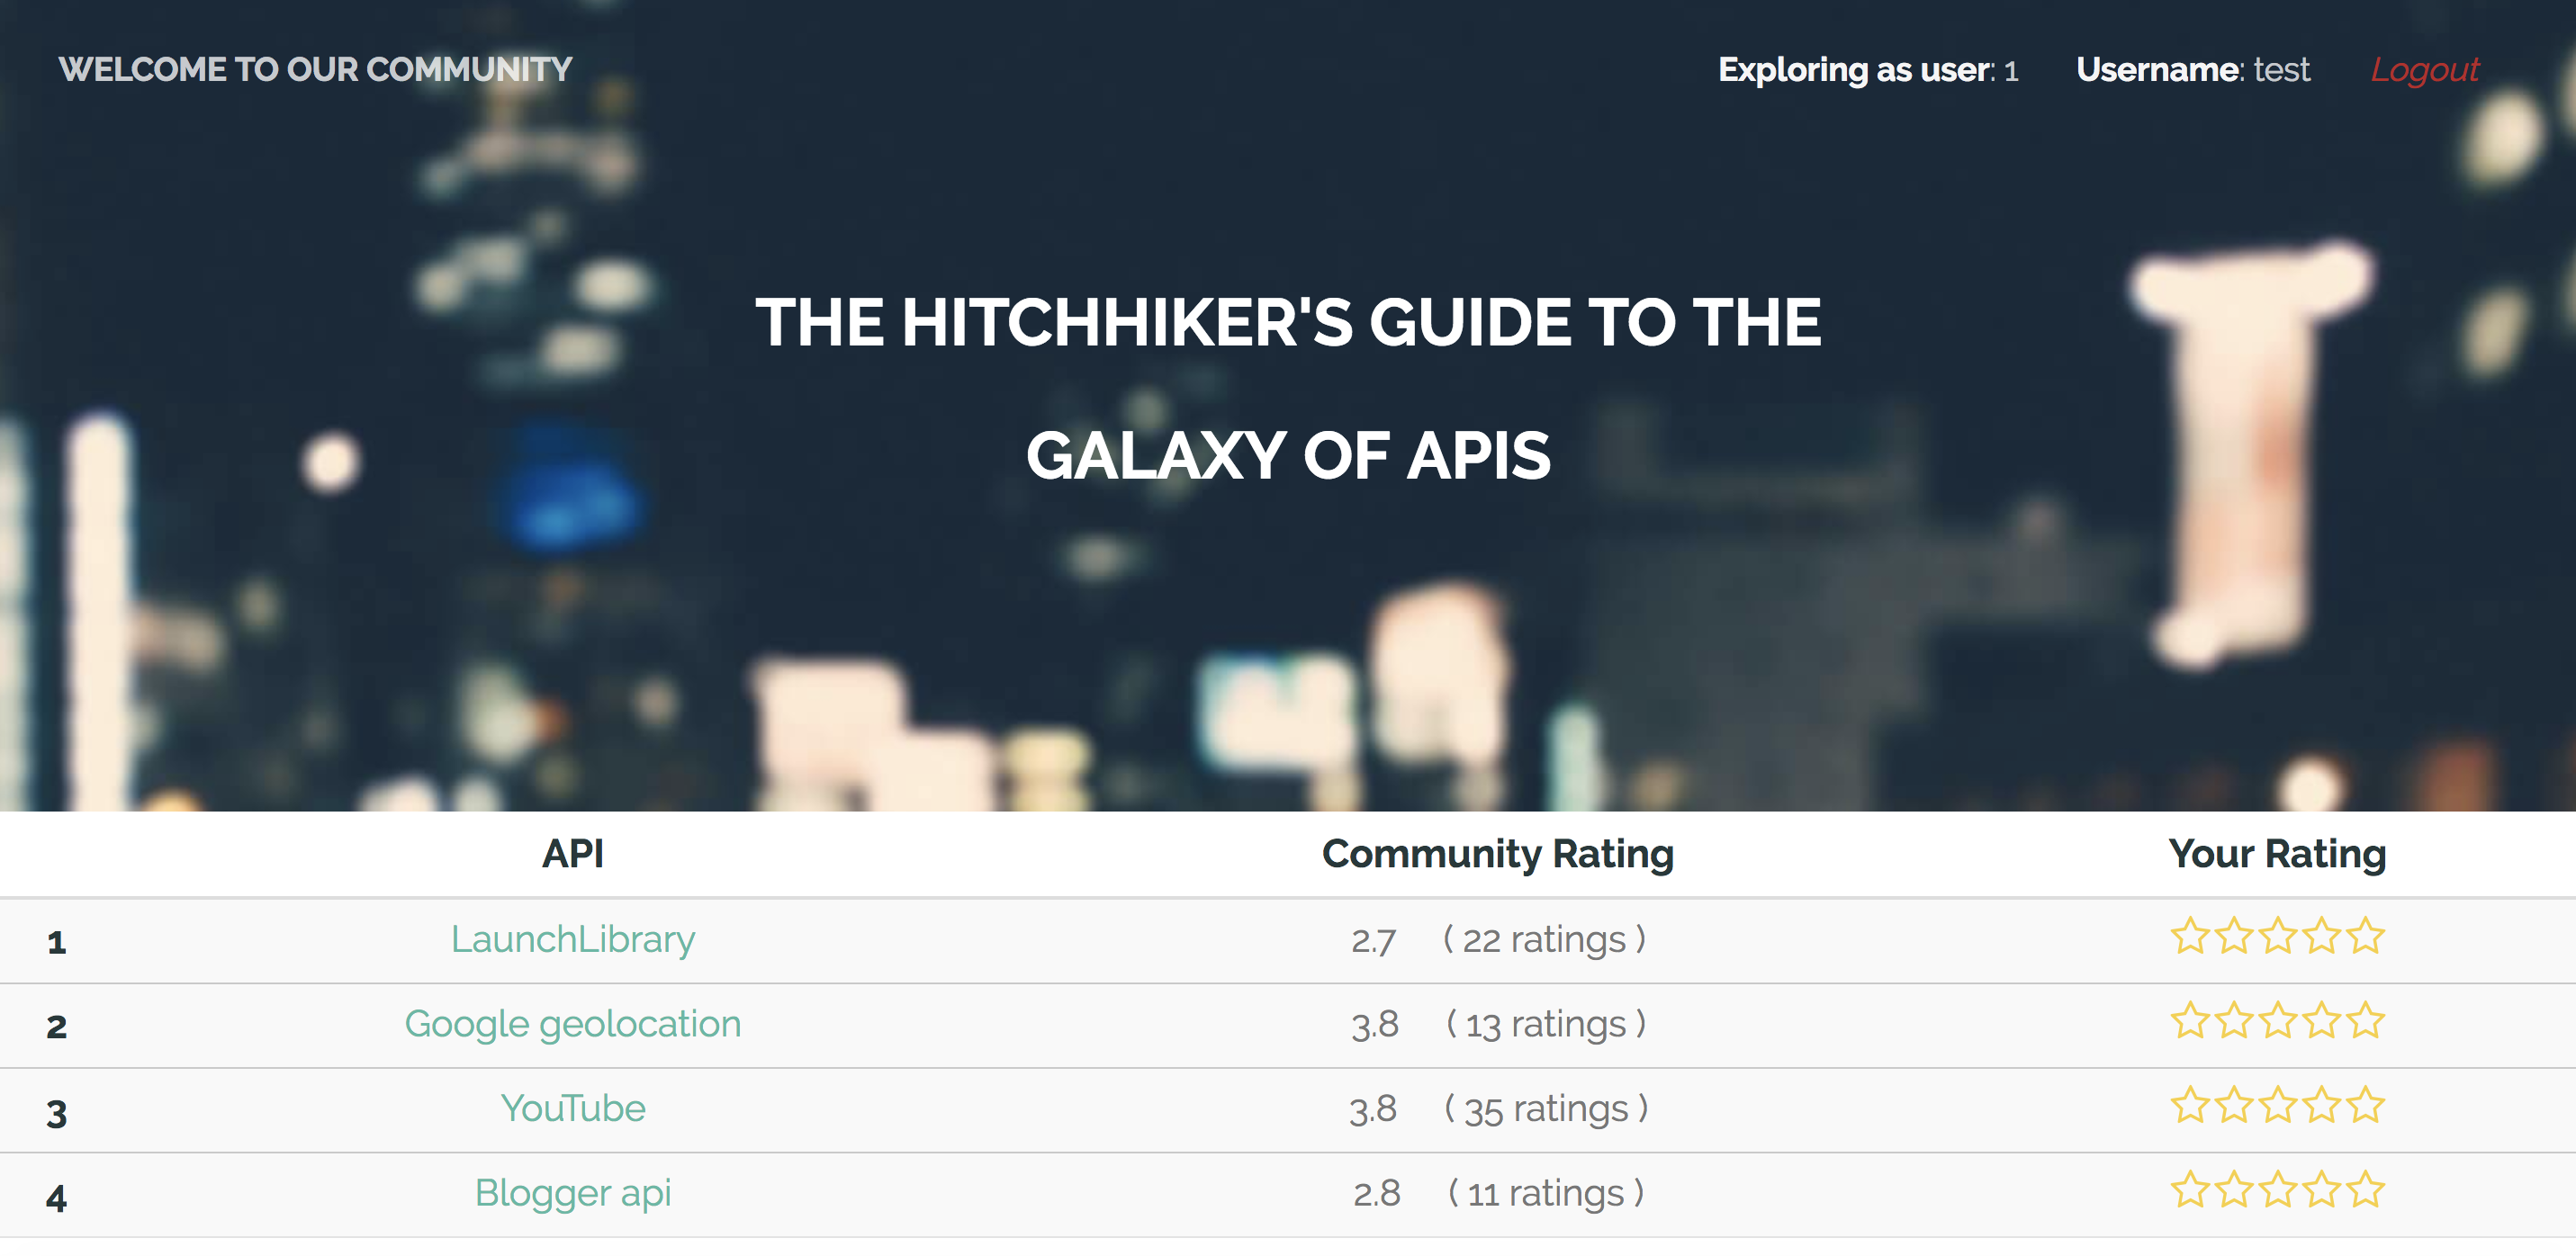 WELCOME TO OUR COMMUNITY Exploring as user: 1 Username: test Logout
THE HITCHHIKER'S GUIDE TO THE
GALAXY OF APIS
API Community Rating Your Rating
1 LaunchLibrary 2.7 ( 22 ratings )
2 Google geolocation 3.8 ( 13 ratings )
3 YouTube 3.8 ( 35 ratings )
4 Blogger api 2.8 ( 11 ratings )